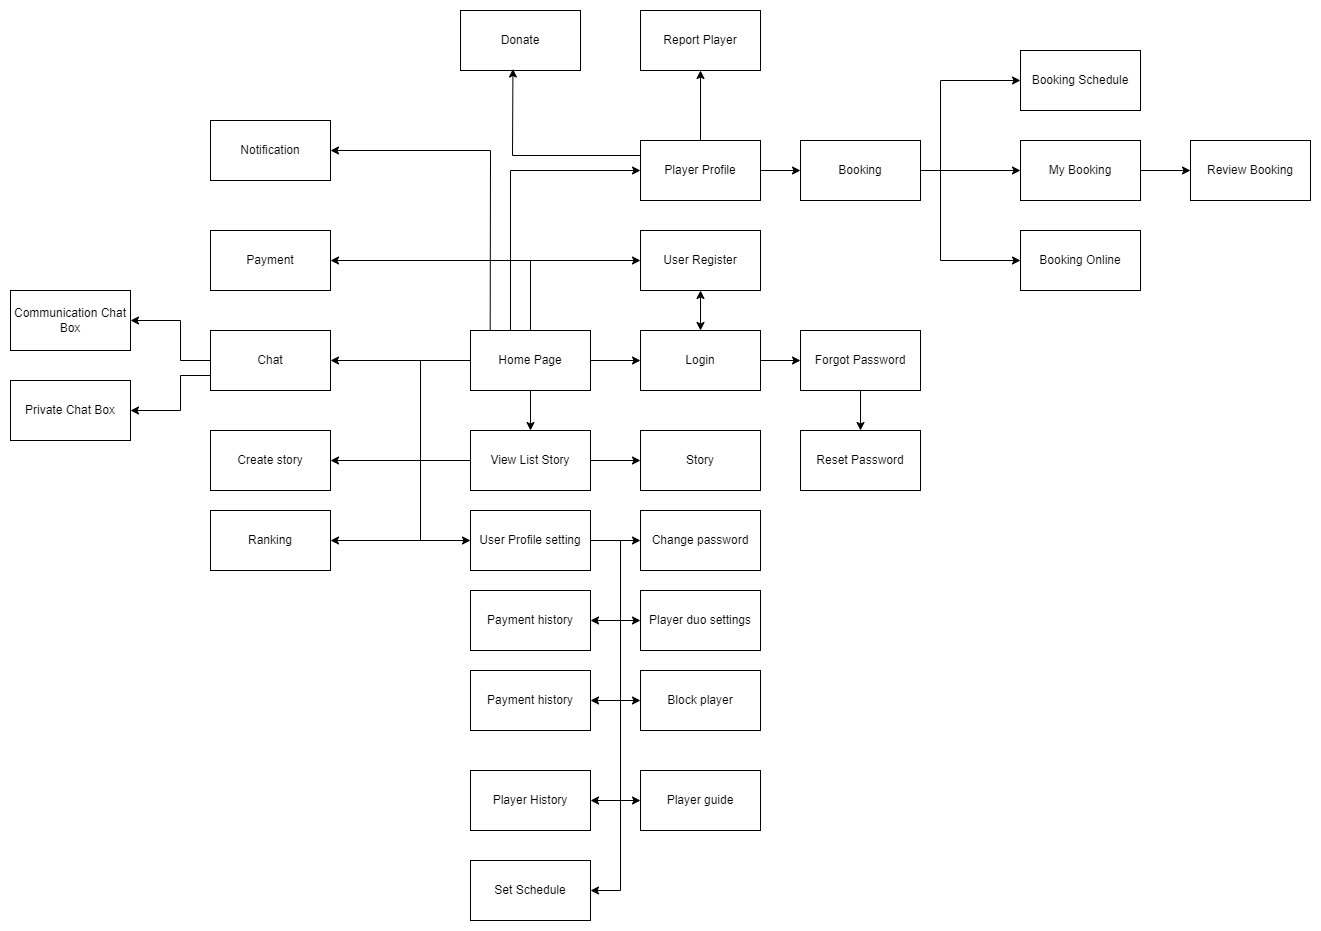 Donate
Report Player
Booking Schedule
Notification
Player Profile
Booking
My Booking
Review Booking
Payment
User Register
Booking Online
Communication Chat
Box
Chat
Home Page
Login
Forgot Password
Private Chat Box
Create story
View List Story
Story
Reset Password
Ranking
User Profile setting
Change password
Payment history
Player duo settings
Payment history
Block player
Player History
Player guide
Set Schedule